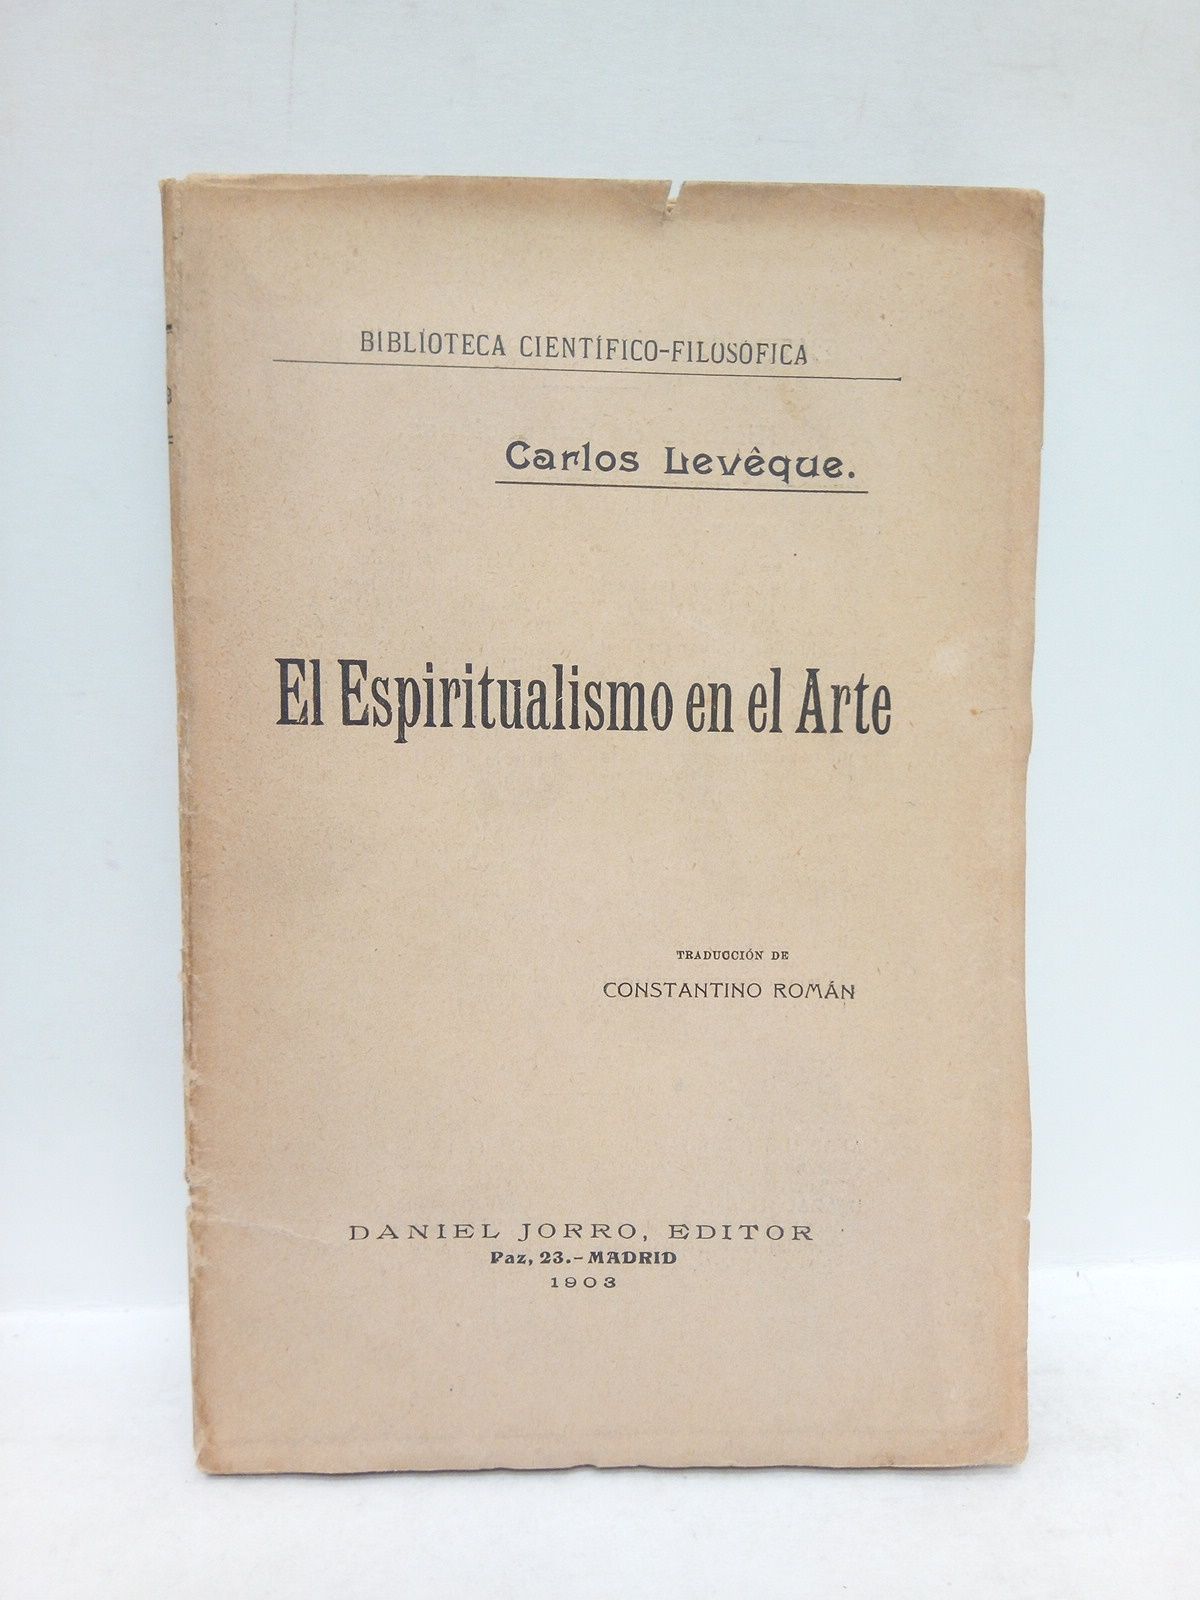 BIBLIOTECA CIENTÍFICO-FILOSÓFICA
Carlos Levêque.
El Espiritualismo en el Arte
TRADUCCIÓN DE
CONSTANTINO ROMÁN
DANIEL JORRO, EDITOR
Paz, 23.-MADRID
1903